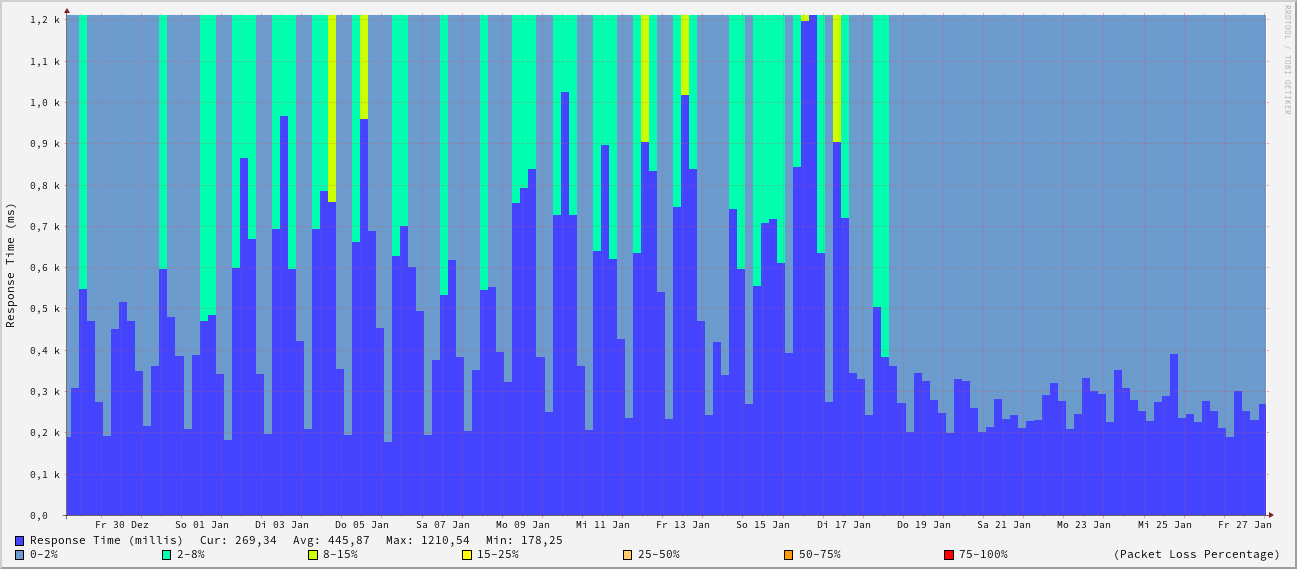 RRDTOOL / TOBI OETIKER
Response Time (ms)
1,2 k
1,1 k
1,0 k
0,9 k
0,8 k
0,7 k
0,6 k
0,5 k
0,4 k
0,3 k
0,2 k
0,1 k
0,0
Fr 30 Dez So 01 Jan Di 03 Jan Do 05 Jan Sa 07 Jan Mo 09 Jan Mi 11 Jan Fr 13 Jan So 15 Jan Di 17 Jan Do 19 Jan Sa 21 Jan Mo 23 Jan Mi 25 Jan Fr 27 Jan
Response Time (millis) Cur: 269,34 Avg: 445,87 Max: 1210,54 Min: 178,25
0-2% 2-8% 8-15% 15-25% 25-50% 50-75% 75-100% (Packet Loss Percentage)